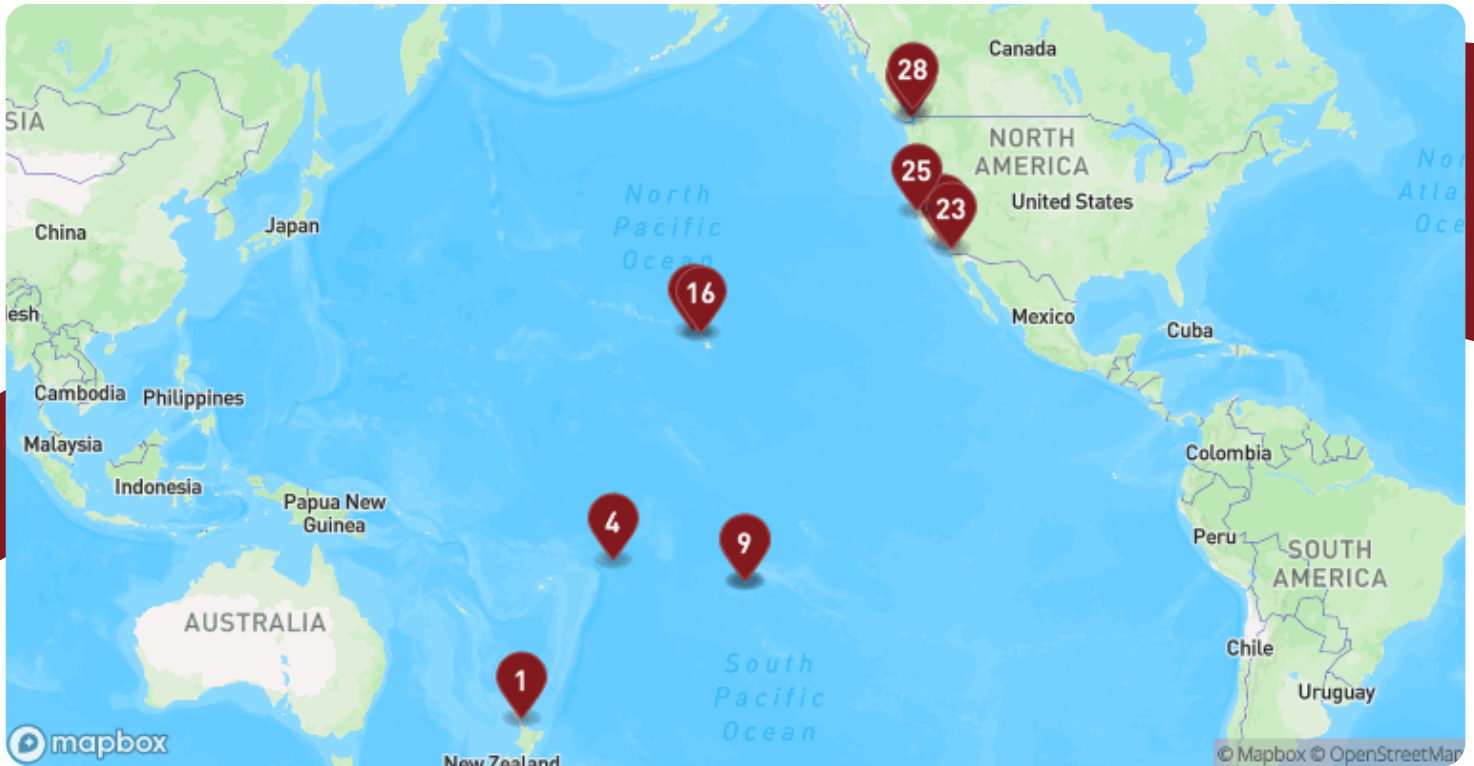 28
Canada
SIA
NORTH
AMERICA
25
United States
23
North
Pacific
Ocean
Nor
Atla
Oce
Japan
China
16
esh
Mexico
Cuba
Cambodia
Philippines
Malaysia
Colombia
Indonesia
Papua New
Guinea
4
9
Peru
SOUTH
AMERICA
AUSTRALIA
Chile
1
South
Pacific
Ocean
Uruguay
mapbox
New Zealand
© Mapbox © OpenStreetMap